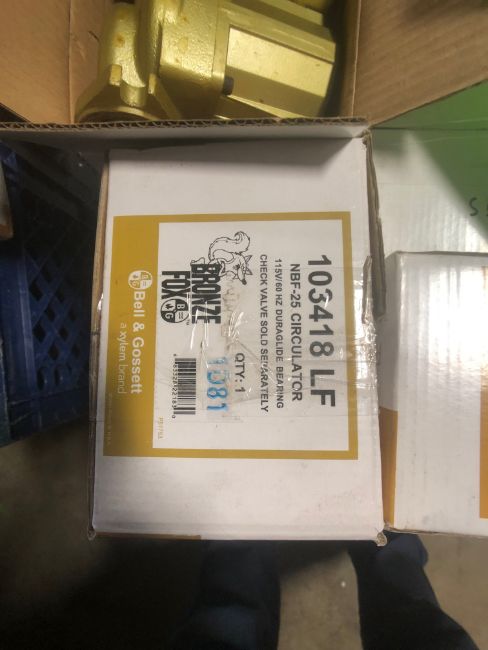 103418 LF
NBF-25 CIRCULATOR
115V/60 HZ DURAGLIDE BEARING
CHECK VALVE SOLD SEPARATELY
QTY: 1
1081
BRONZE
FOX
B&G
B&G
Bell & Gossett
a xylem brand